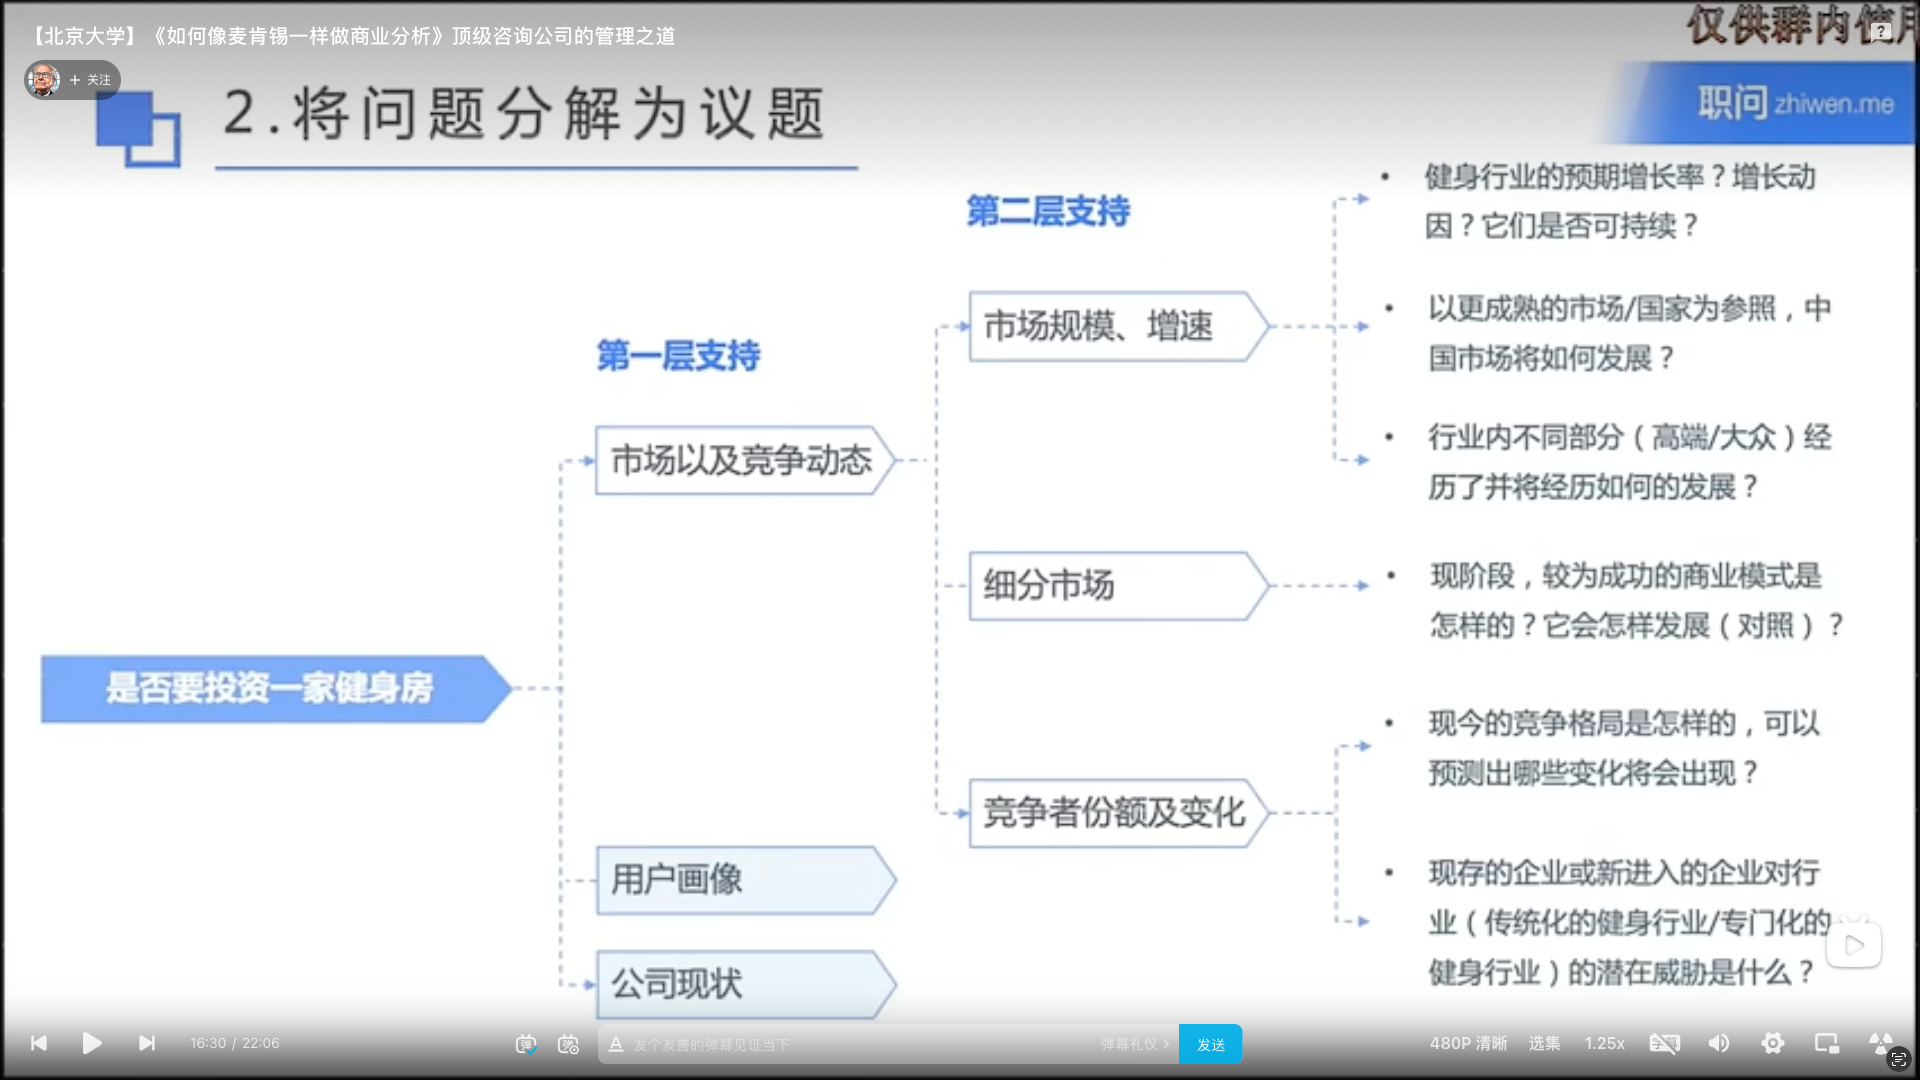 【北京大学】《如何像麦肯锡一样做商业分析》顶级咨询公司的管理之道
仅供群内使用
?
+ 关注
职问 zhiwen.me
2.将问题分解为议题
第二层支持
• 健身行业的预期增长率？增长动
因？它们是否可持续？
市场规模、增速
• 以更成熟的市场/国家为参照，中
国市场将如何发展？
第一层支持
市场以及竞争动态
• 行业内不同部分（高端/大众）经
历了并将经历如何的发展？
细分市场
• 现阶段，较为成功的商业模式是
怎样的？它会怎样发展（对照）？
是否要投资一家健身房
• 现今的竞争格局是怎样的，可以
预测出哪些变化将会出现？
竞争者份额及变化
用户画像
• 现存的企业或新进入的企业对行
业（传统化的健身行业/专门化的
健身行业）的潜在威胁是什么？
公司现状
16:30 / 22:06
弹
弹
A 发个友善的弹幕见证当下
弹幕礼仪 >
发送
480P 清晰
选集
1.25x
字幕